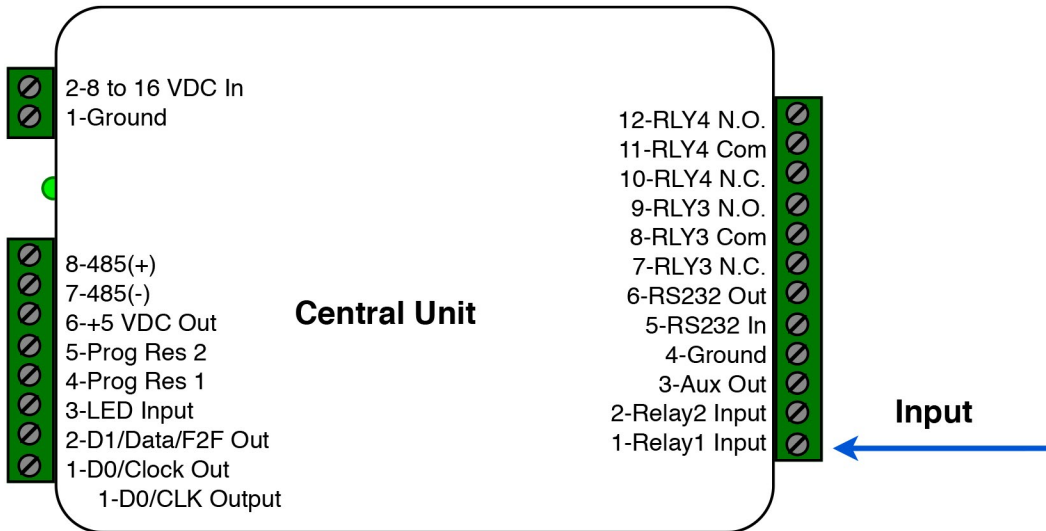 2-8 to 16 VDC In
1-Ground
8-485(+)
7-485(-)
6-+5 VDC Out
5-Prog Res 2
4-Prog Res 1
3-LED Input
2-D1/Data/F2F Out
1-D0/Clock Out
1-D0/CLK Output
Central Unit
12-RLY4 N.O.
11-RLY4 Com
10-RLY4 N.C.
9-RLY3 N.O.
8-RLY3 Com
7-RLY3 N.C.
6-RS232 Out
5-RS232 In
4-Ground
3-Aux Out
2-Relay2 Input
1-Relay1 Input
Input